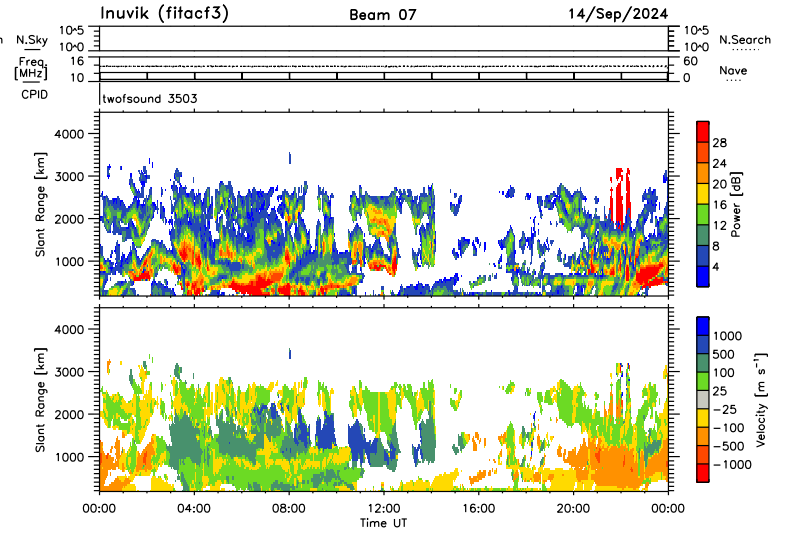 Inuvik (fitacf3) Beam 07 14/Sep/2024
N.Sky 10^5 10^5 N.Search
10^0 10^0
Freq. 16 60 Nave
[MHz] 12 0
CPID twofsound 3503
Slant Range [km]
4000
3000
2000
1000
28
24
20
16
12
8
4
Power [dB]
Slant Range [km]
4000
3000
2000
1000
1000
500
100
25
-25
-100
-500
-1000
Velocity [m s⁻¹]
00:00 04:00 08:00 12:00 16:00 20:00 00:00
Time UT